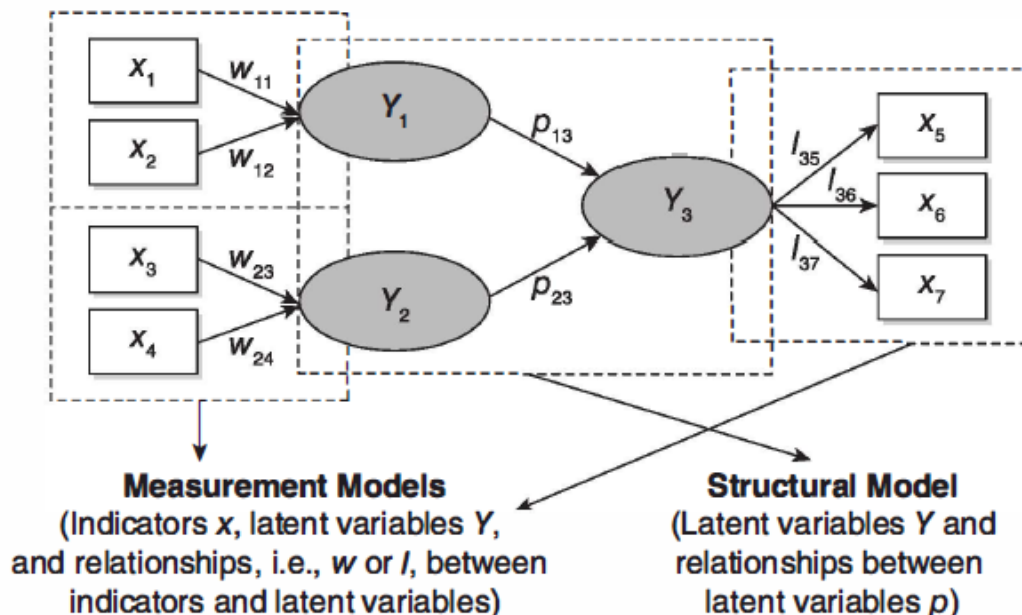 x1
w11
x2
w12
Y1
p13
x3
w23
x4
w24
Y2
p23
Y3
l35
x5
l36
x6
l37
x7
Measurement Models
(Indicators x, latent variables Y,
and relationships, i.e., w or l, between
indicators and latent variables)
Structural Model
(Latent variables Y and
relationships between
latent variables p)